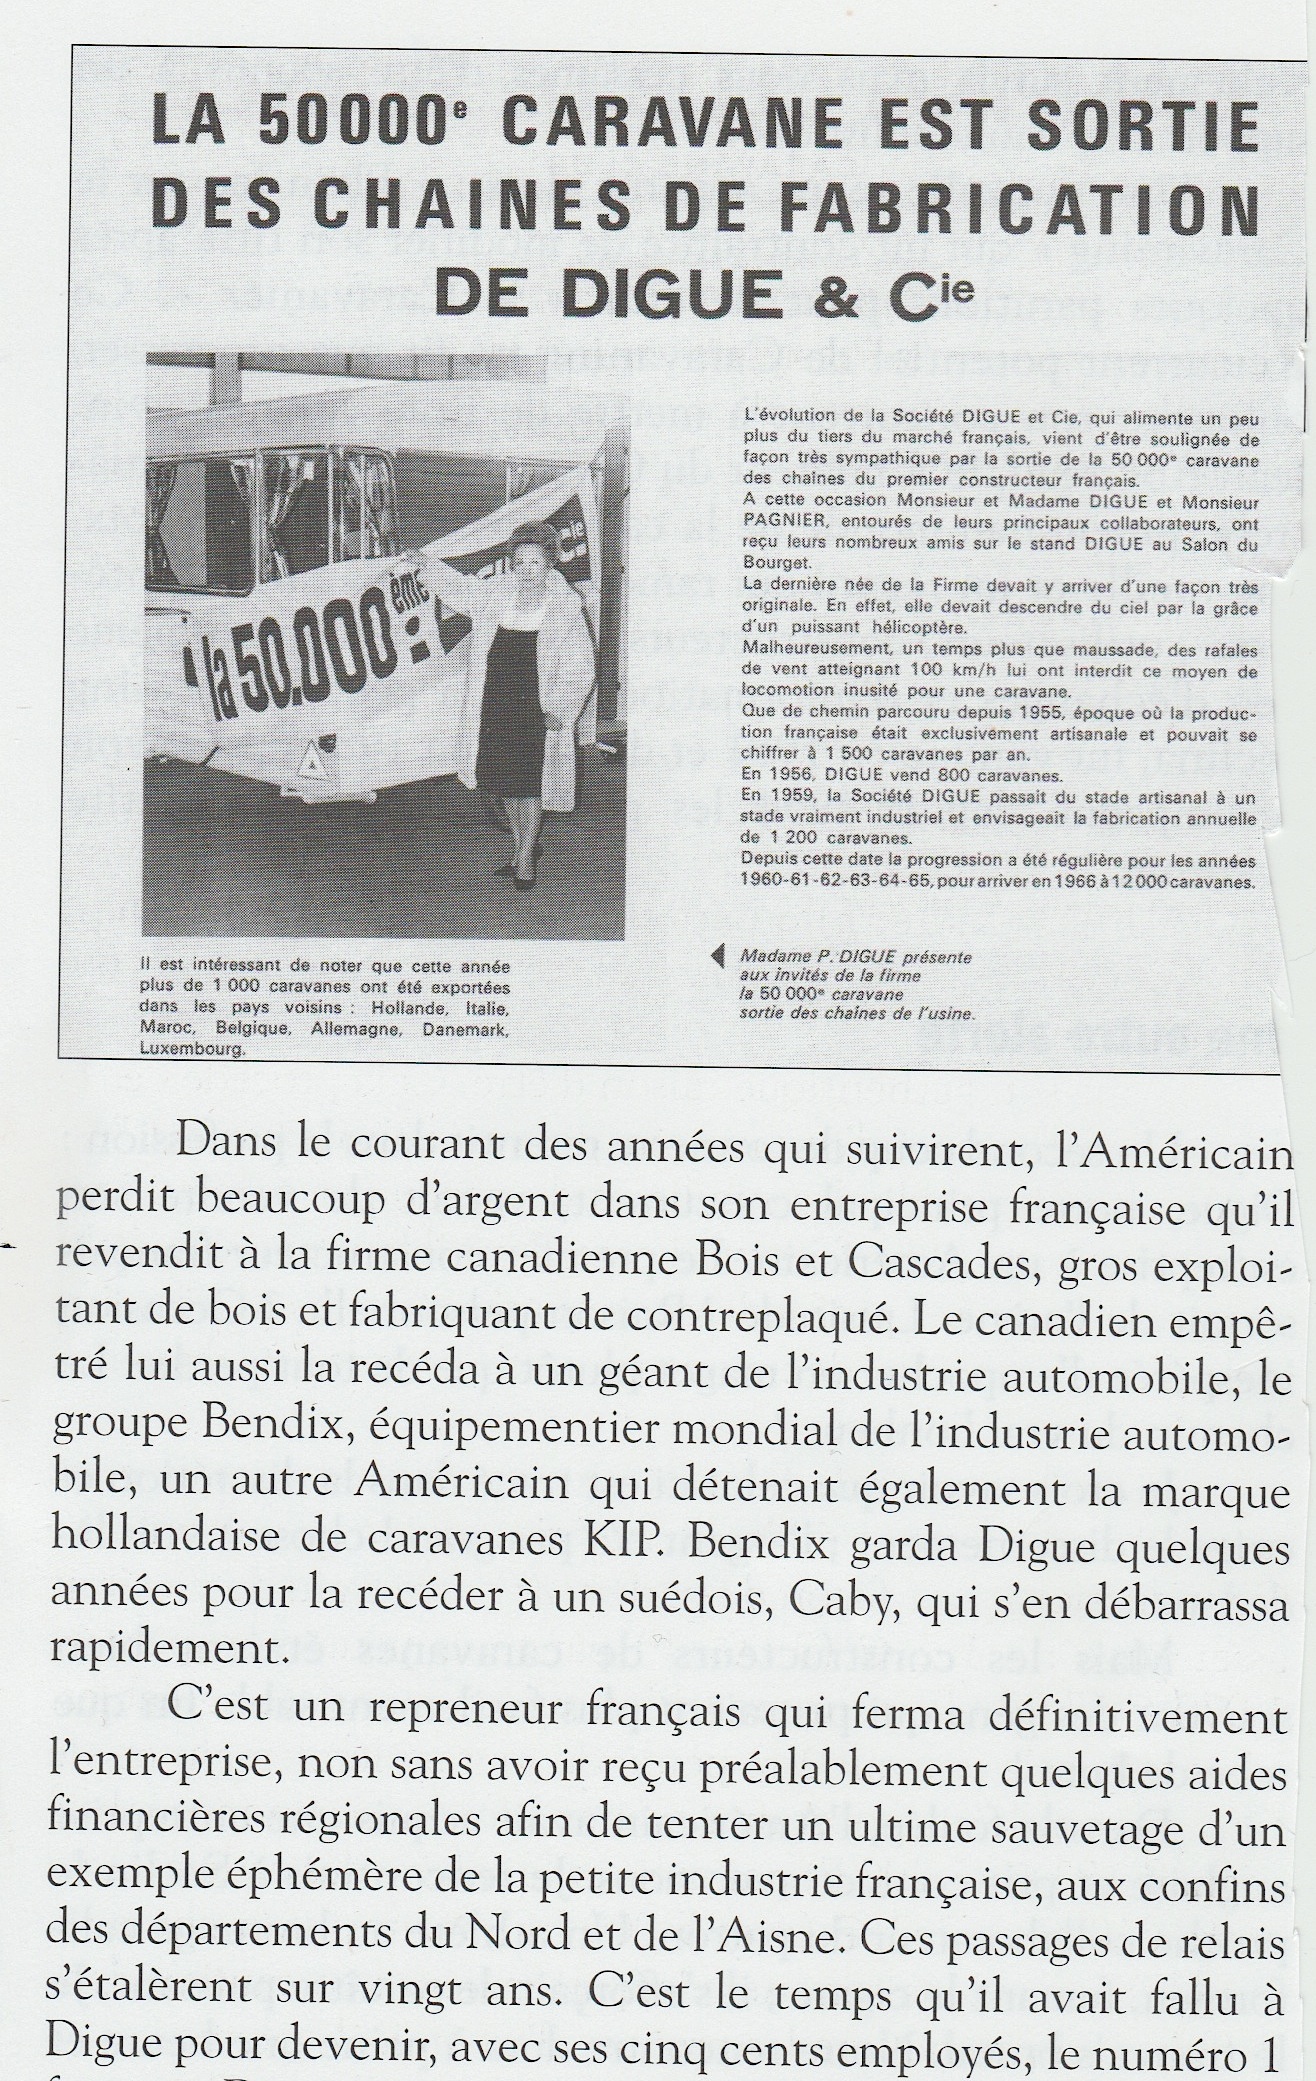 LA 50 000e CARAVANE EST SORTIE
DES CHAINES DE FABRICATION
DE DIGUE & Cie
la 50.000 ème
L'évolution de la Société DIGUE et Cie, qui alimente un peu
plus du tiers du marché français, vient d'être soulignée de
façon très sympathique par la sortie de la 50 000e caravane
des chaînes du premier constructeur français.
A cette occasion Monsieur et Madame DIGUE et Monsieur
PAGNIER, entourés de leurs principaux collaborateurs, ont
reçu leurs nombreux amis sur le stand DIGUE au Salon du
Bourget.
La dernière née de la Firme devait y arriver d'une façon très
originale. En effet, elle devait descendre du ciel par la grâce
d'un puissant hélicoptère.
Malheureusement, un temps plus que maussade, des rafales
de vent atteignant 100 km/h lui ont interdit ce moyen de
locomotion inusité pour une caravane.
Que de chemin parcouru depuis 1955, époque où la produc-
tion française était exclusivement artisanale et pouvait se
chiffrer à 1 500 caravanes par an.
En 1956, DIGUE vend 800 caravanes.
En 1959, la Société DIGUE passait du stade artisanal à un
stade vraiment industriel et envisageait la fabrication annuelle
de 1 200 caravanes.
Depuis cette date la progression a été régulière pour les années
1960-61-62-63-64-65, pour arriver en 1966 à 12 000 caravanes.
Il est intéressant de noter que cette année
plus de 1 000 caravanes ont été exportées
dans les pays voisins : Hollande, Italie,
Maroc, Belgique, Allemagne, Danemark,
Luxembourg.
Madame P. DIGUE présente
aux invités de la firme
la 50 000e caravane
sortie des chaînes de l'usine.
Dans le courant des années qui suivirent, l'Américain
perdit beaucoup d'argent dans son entreprise française qu'il
revendit à la firme canadienne Bois et Cascades, gros exploi-
tant de bois et fabriquant de contreplaqué. Le canadien empê-
tré lui aussi la recéda à un géant de l'industrie automobile, le
groupe Bendix, équipementier mondial de l'industrie automo-
bile, un autre Américain qui détenait également la marque
hollandaise de caravanes KIP. Bendix garda Digue quelques
années pour la recéder à un suédois, Caby, qui s'en débarrassa
rapidement.
C'est un repreneur français qui ferma définitivement
l'entreprise, non sans avoir reçu préalablement quelques aides
financières régionales afin de tenter un ultime sauvetage d'un
exemple éphémère de la petite industrie française, aux confins
des départements du Nord et de l'Aisne. Ces passages de relais
s'étalèrent sur vingt ans. C'est le temps qu'il avait fallu à
Digue pour devenir, avec ses cinq cents employés, le numéro 1